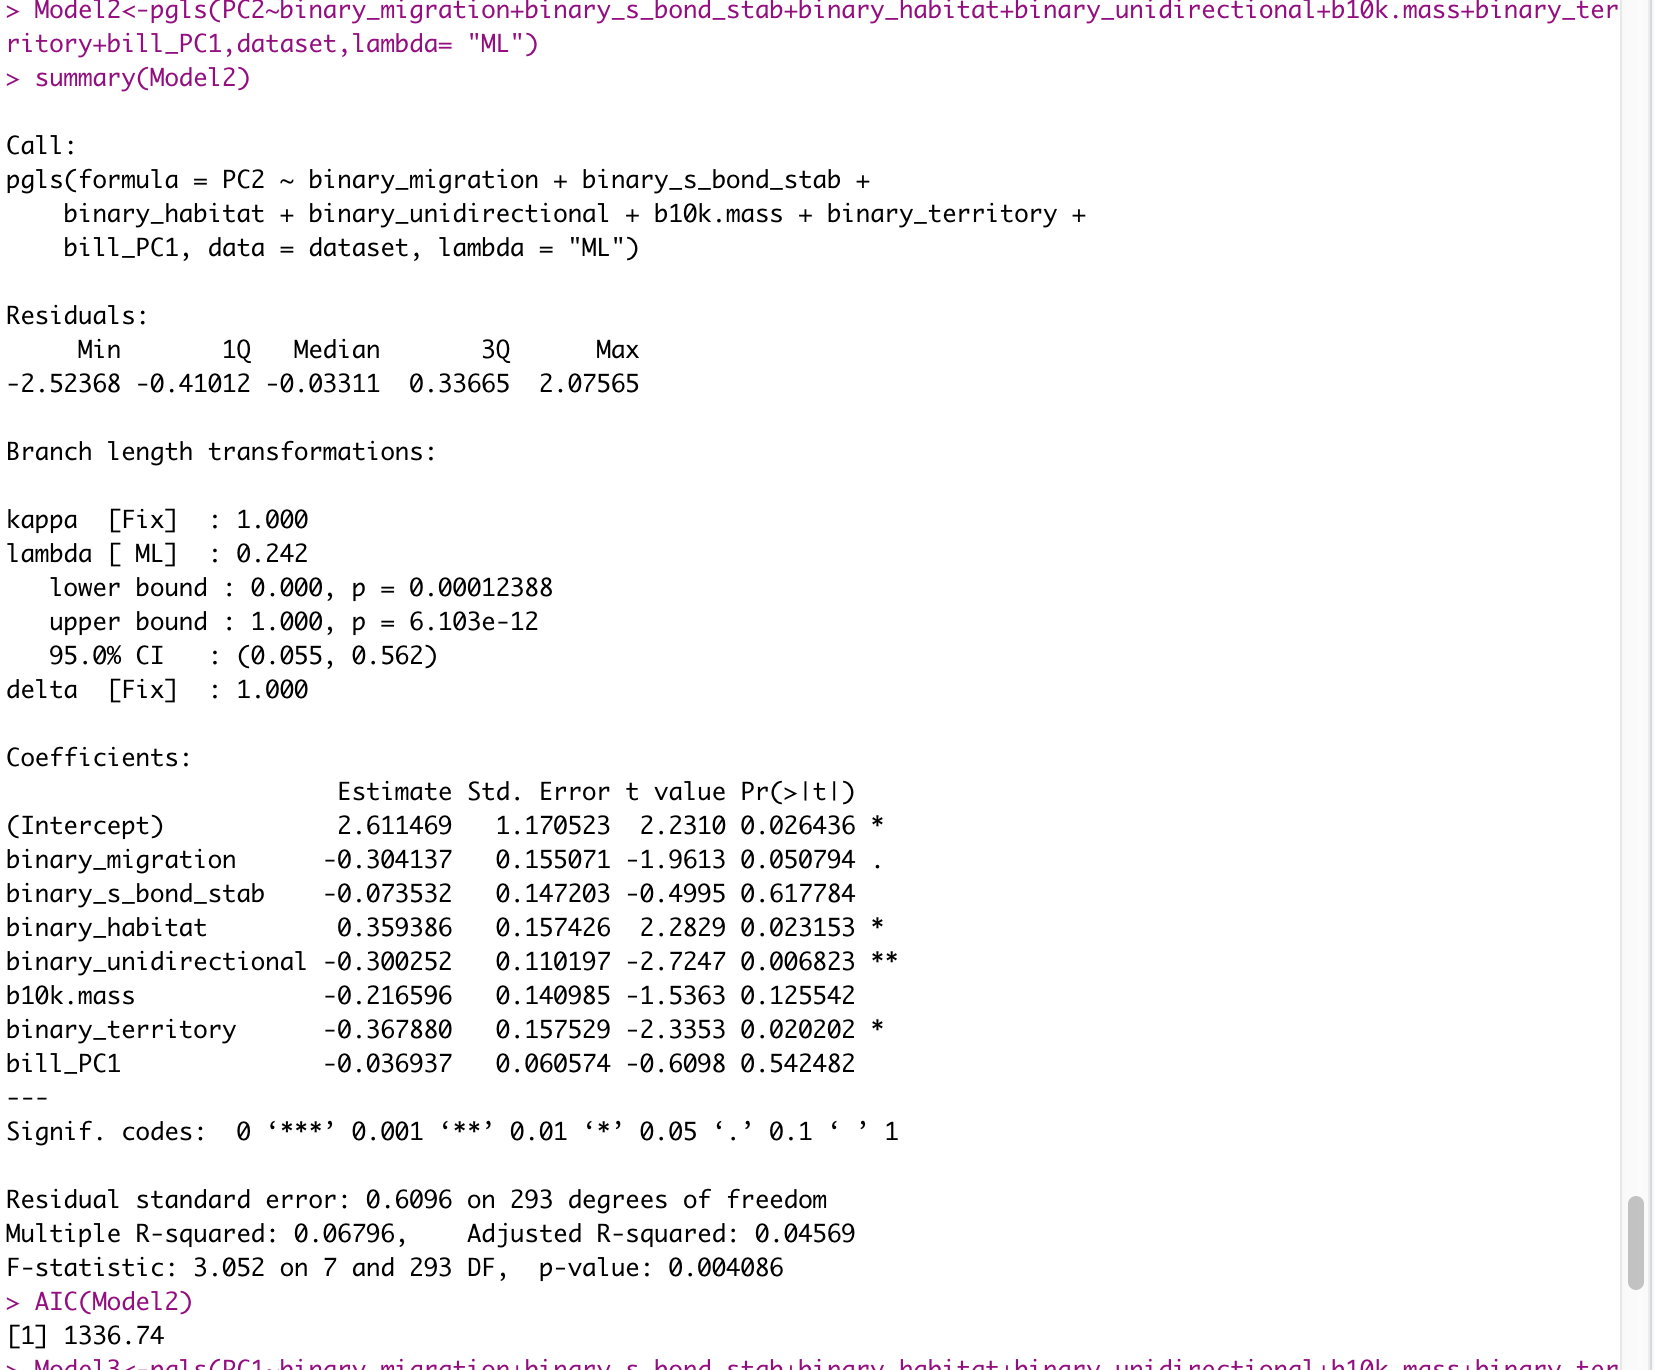 > Model2<-pgls(PC2~binary_migration+binary_s_bond_stab+binary_habitat+binary_unidirectional+b10k.mass+binary_ter
ritory+bill_PC1,dataset,lambda= "ML")
> summary(Model2)
Call:
pgls(formula = PC2 ~ binary_migration + binary_s_bond_stab +
    binary_habitat + binary_unidirectional + b10k.mass + binary_territory +
    bill_PC1, data = dataset, lambda = "ML")
Residuals:
     Min       1Q   Median       3Q      Max
-2.52368 -0.41012 -0.03311  0.33665  2.07565
Branch length transformations:
kappa  [Fix]  : 1.000
lambda [ ML]  : 0.242
   lower bound : 0.000, p = 0.00012388
   upper bound : 1.000, p = 6.103e-12
   95.0% CI   : (0.055, 0.562)
delta  [Fix]  : 1.000
Coefficients:
                       Estimate Std. Error t value Pr(>|t|)
(Intercept)            2.611469   1.170523  2.2310 0.026436 *
binary_migration      -0.304137   0.155071 -1.9613 0.050794 .
binary_s_bond_stab    -0.073532   0.147203 -0.4995 0.617784
binary_habitat         0.359386   0.157426  2.2829 0.023153 *
binary_unidirectional -0.300252   0.110197 -2.7247 0.006823 **
b10k.mass             -0.216596   0.140985 -1.5363 0.125542
binary_territory      -0.367880   0.157529 -2.3353 0.020202 *
bill_PC1              -0.036937   0.060574 -0.6098 0.542482
---
Signif. codes:  0 ‘***’ 0.001 ‘**’ 0.01 ‘*’ 0.05 ‘.’ 0.1 ‘ ’ 1
Residual standard error: 0.6096 on 293 degrees of freedom
Multiple R-squared: 0.06796,    Adjusted R-squared: 0.04569
F-statistic: 3.052 on 7 and 293 DF,  p-value: 0.004086
> AIC(Model2)
[1] 1336.74
> Model3<-pgls(PC1~binary_migration+binary_s_bond_stab+binary_habitat+binary_unidirectional+b10k.mass+binary_ter